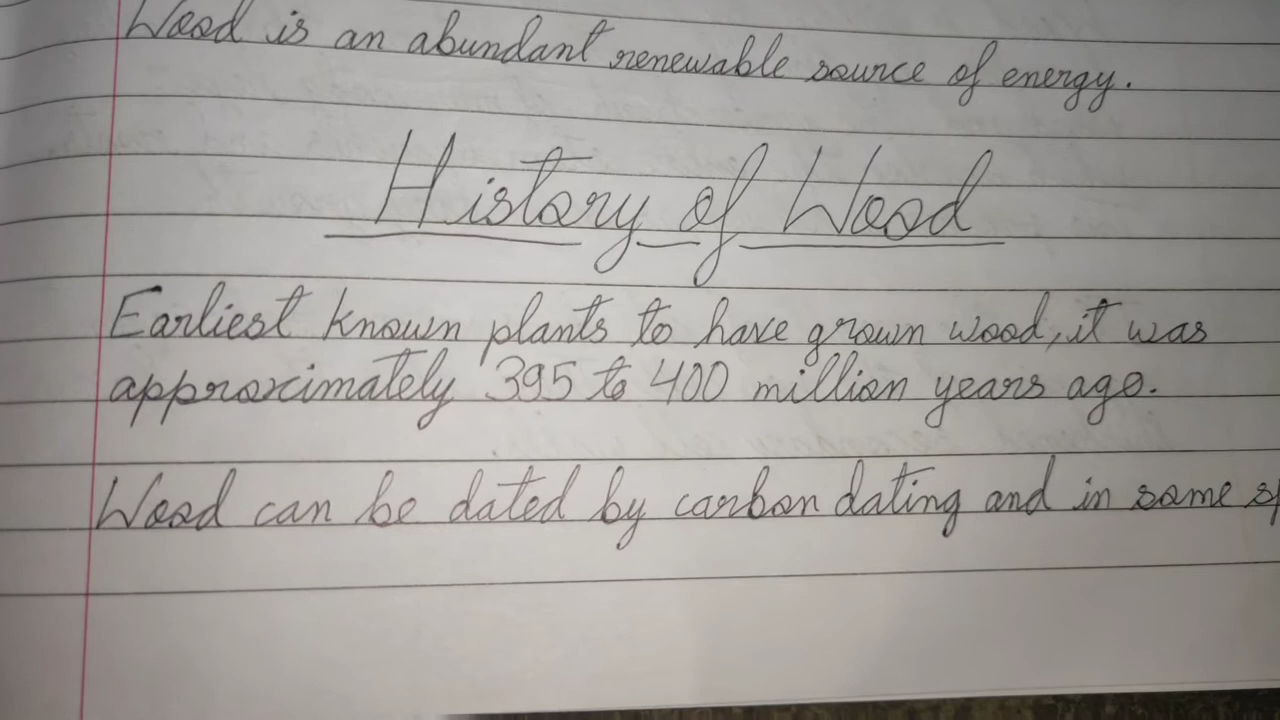 Wood is an abundant renewable source of energy.
History of Wood
Earliest known plants to have grown wood, it was
approximately 395 to 400 million years ago.
Wood can be dated by carbon dating and in some